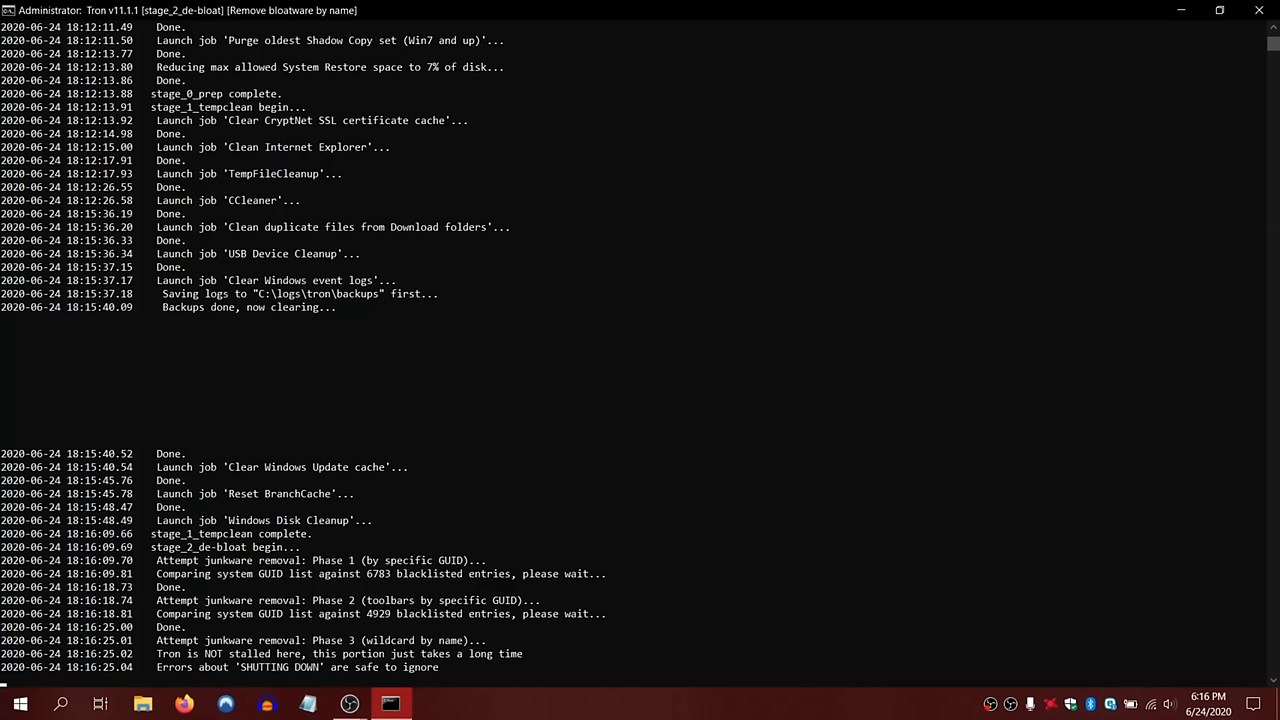 Administrator: Tron v11.1.1 [stage_2_de-bloat] [Remove bloatware by name]
2020-06-24 18:12:11.49 Done.
2020-06-24 18:12:11.50 Launch job 'Purge oldest Shadow Copy set (Win7 and up)'...
2020-06-24 18:12:13.77 Done.
2020-06-24 18:12:13.80 Reducing max allowed System Restore space to 7% of disk...
2020-06-24 18:12:13.86 Done.
2020-06-24 18:12:13.88 stage_0_prep complete.
2020-06-24 18:12:13.91 stage_1_tempclean begin...
2020-06-24 18:12:13.92 Launch job 'Clear CryptNet SSL certificate cache'...
2020-06-24 18:12:14.98 Done.
2020-06-24 18:12:15.00 Launch job 'Clean Internet Explorer'...
2020-06-24 18:12:17.91 Done.
2020-06-24 18:12:17.93 Launch job 'TempFileCleanup'...
2020-06-24 18:12:26.55 Done.
2020-06-24 18:12:26.58 Launch job 'CCleaner'...
2020-06-24 18:15:36.19 Done.
2020-06-24 18:15:36.20 Launch job 'Clean duplicate files from Download folders'...
2020-06-24 18:15:36.33 Done.
2020-06-24 18:15:36.34 Launch job 'USB Device Cleanup'...
2020-06-24 18:15:37.15 Done.
2020-06-24 18:15:37.17 Launch job 'Clear Windows event logs'...
2020-06-24 18:15:37.18 Saving logs to "C:\logs\tron\backups" first...
2020-06-24 18:15:40.09 Backups done, now clearing...
2020-06-24 18:15:40.52 Done.
2020-06-24 18:15:40.54 Launch job 'Clear Windows Update cache'...
2020-06-24 18:15:45.76 Done.
2020-06-24 18:15:45.78 Launch job 'Reset BranchCache'...
2020-06-24 18:15:48.47 Done.
2020-06-24 18:15:48.49 Launch job 'Windows Disk Cleanup'...
2020-06-24 18:16:09.66 stage_1_tempclean complete.
2020-06-24 18:16:09.69 stage_2_de-bloat begin...
2020-06-24 18:16:09.70 Attempt junkware removal: Phase 1 (by specific GUID)...
2020-06-24 18:16:09.81 Comparing system GUID list against 6783 blacklisted entries, please wait...
2020-06-24 18:16:18.73 Done.
2020-06-24 18:16:18.74 Attempt junkware removal: Phase 2 (toolbars by specific GUID)...
2020-06-24 18:16:18.81 Comparing system GUID list against 4929 blacklisted entries, please wait...
2020-06-24 18:16:25.00 Done.
2020-06-24 18:16:25.01 Attempt junkware removal: Phase 3 (wildcard by name)...
2020-06-24 18:16:25.02 Tron is NOT stalled here, this portion just takes a long time
2020-06-24 18:16:25.04 Errors about 'SHUTTING DOWN' are safe to ignore
6:16 PM
6/24/2020